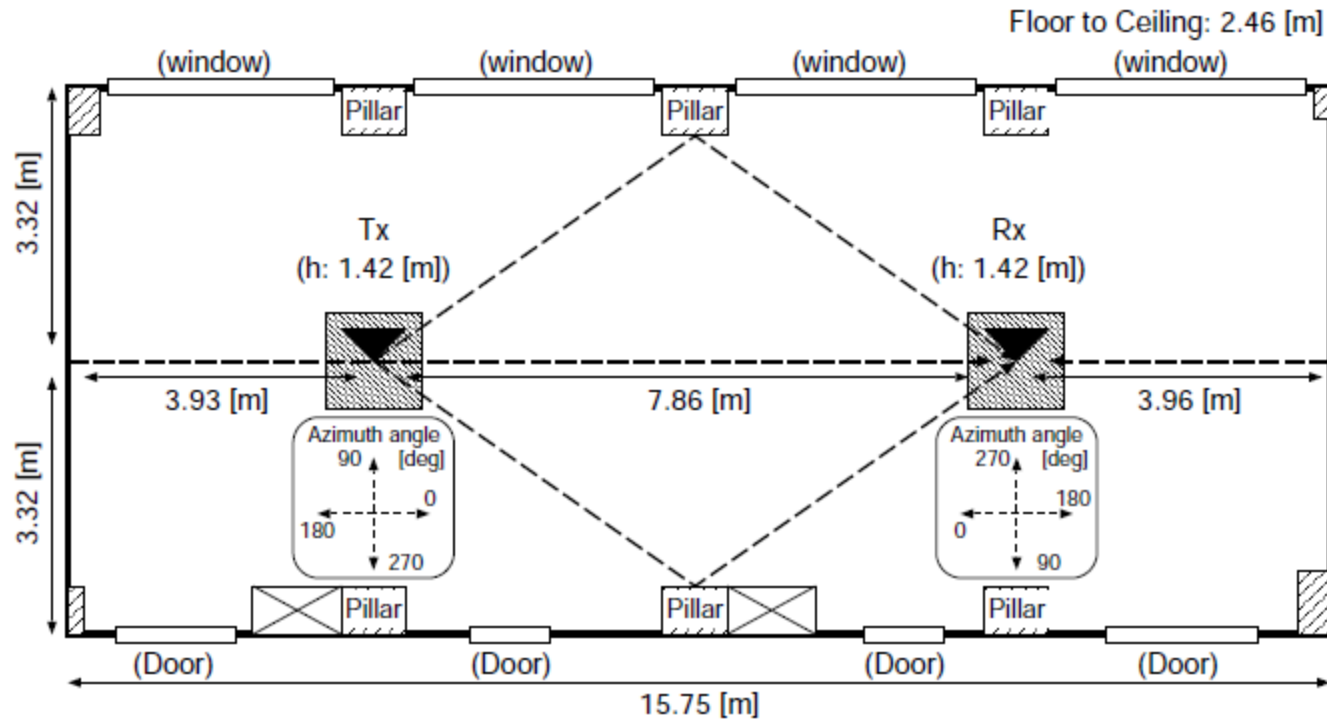 Floor to Ceiling: 2.46 [m]
(window) (window) (window) (window)
Pillar Pillar Pillar
3.32 [m]
Tx
(h: 1.42 [m])
Rx
(h: 1.42 [m])
3.93 [m] 7.86 [m] 3.96 [m]
3.32 [m]
Azimuth angle
90 [deg]
0
180
270
Azimuth angle
270 [deg]
180
0
90
Pillar Pillar Pillar
(Door) (Door) (Door) (Door)
15.75 [m]